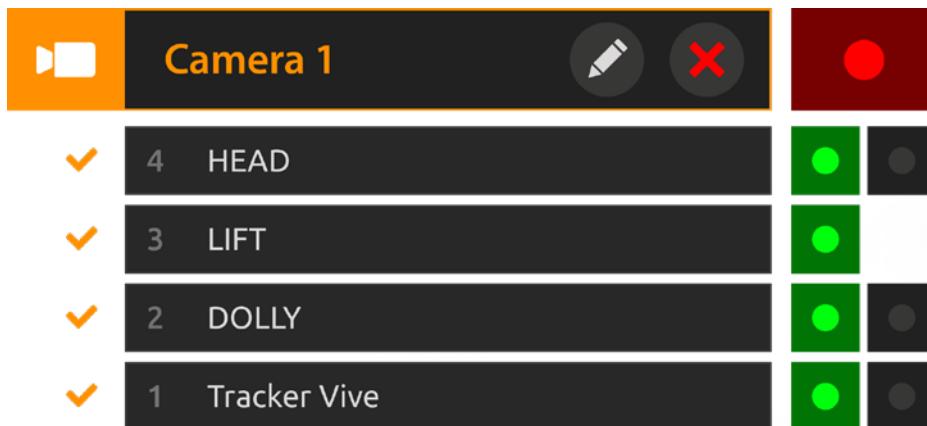 Camera 1
4 HEAD
3 LIFT
2 DOLLY
1 Tracker Vive